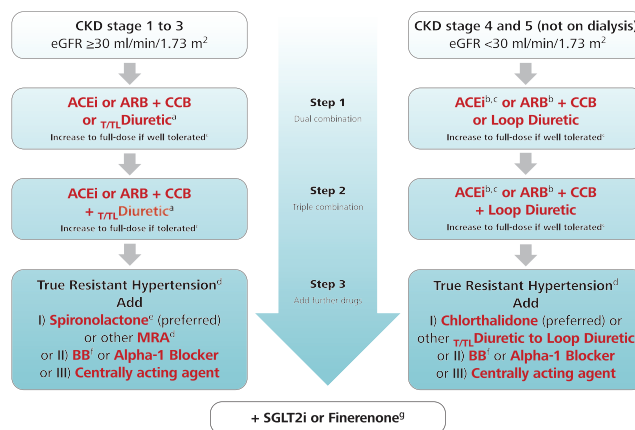 CKD stage 1 to 3
eGFR ≥30 ml/min/1.73 m²
ACEi or ARB + CCB
or T/TLDiureticᵃ
Increase to full-dose if well tolerated
ACEi or ARB + CCB
+ T/TLDiureticᵃ
Increase to full-dose if well tolerated
True Resistant Hypertensionᵈ
Add
I) Spironolactoneᵉ (preferred)
or other MRAᵈ
or II) BBᶠ or Alpha-1 Blocker
or III) Centrally acting agent
Step 1
Dual combination
Step 2
Triple combination
Step 3
Add further drugs
CKD stage 4 and 5 (not on dialysis)
eGFR <30 ml/min/1.73 m²
ACEiᵇ,ᶜ or ARBᵇ + CCB
or Loop Diuretic
Increase to full-dose if well tolerated
ACEiᵇ,ᶜ or ARBᵇ + CCB
+ Loop Diuretic
Increase to full-dose if well tolerated
True Resistant Hypertensionᵈ
Add
I) Chlorthalidone (preferred) or
other T/TLDiuretic to Loop Diuretic
or II) BBᶠ or Alpha-1 Blocker
or III) Centrally acting agent
+ SGLT2i or Finerenoneᵍ